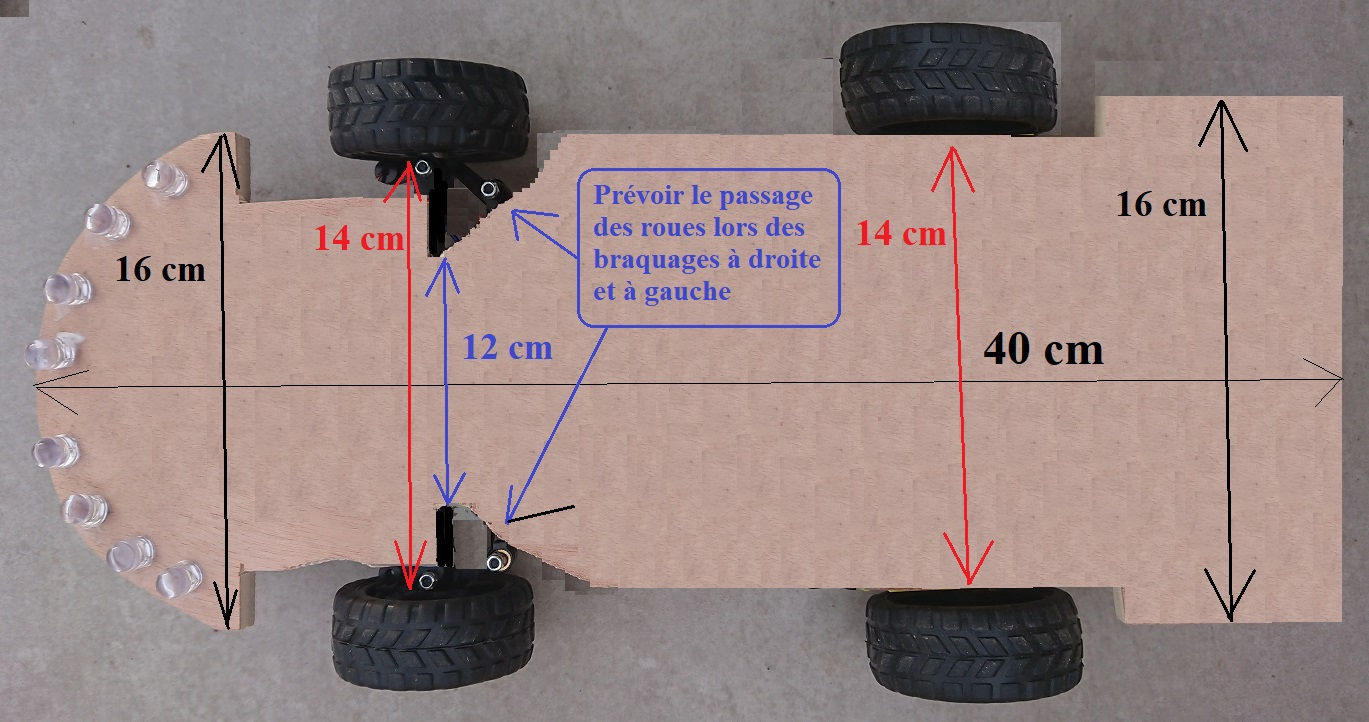 16 cm
14 cm
12 cm
Prévoir le passage
des roues lors des
braquages à droite
et à gauche
14 cm
40 cm
16 cm